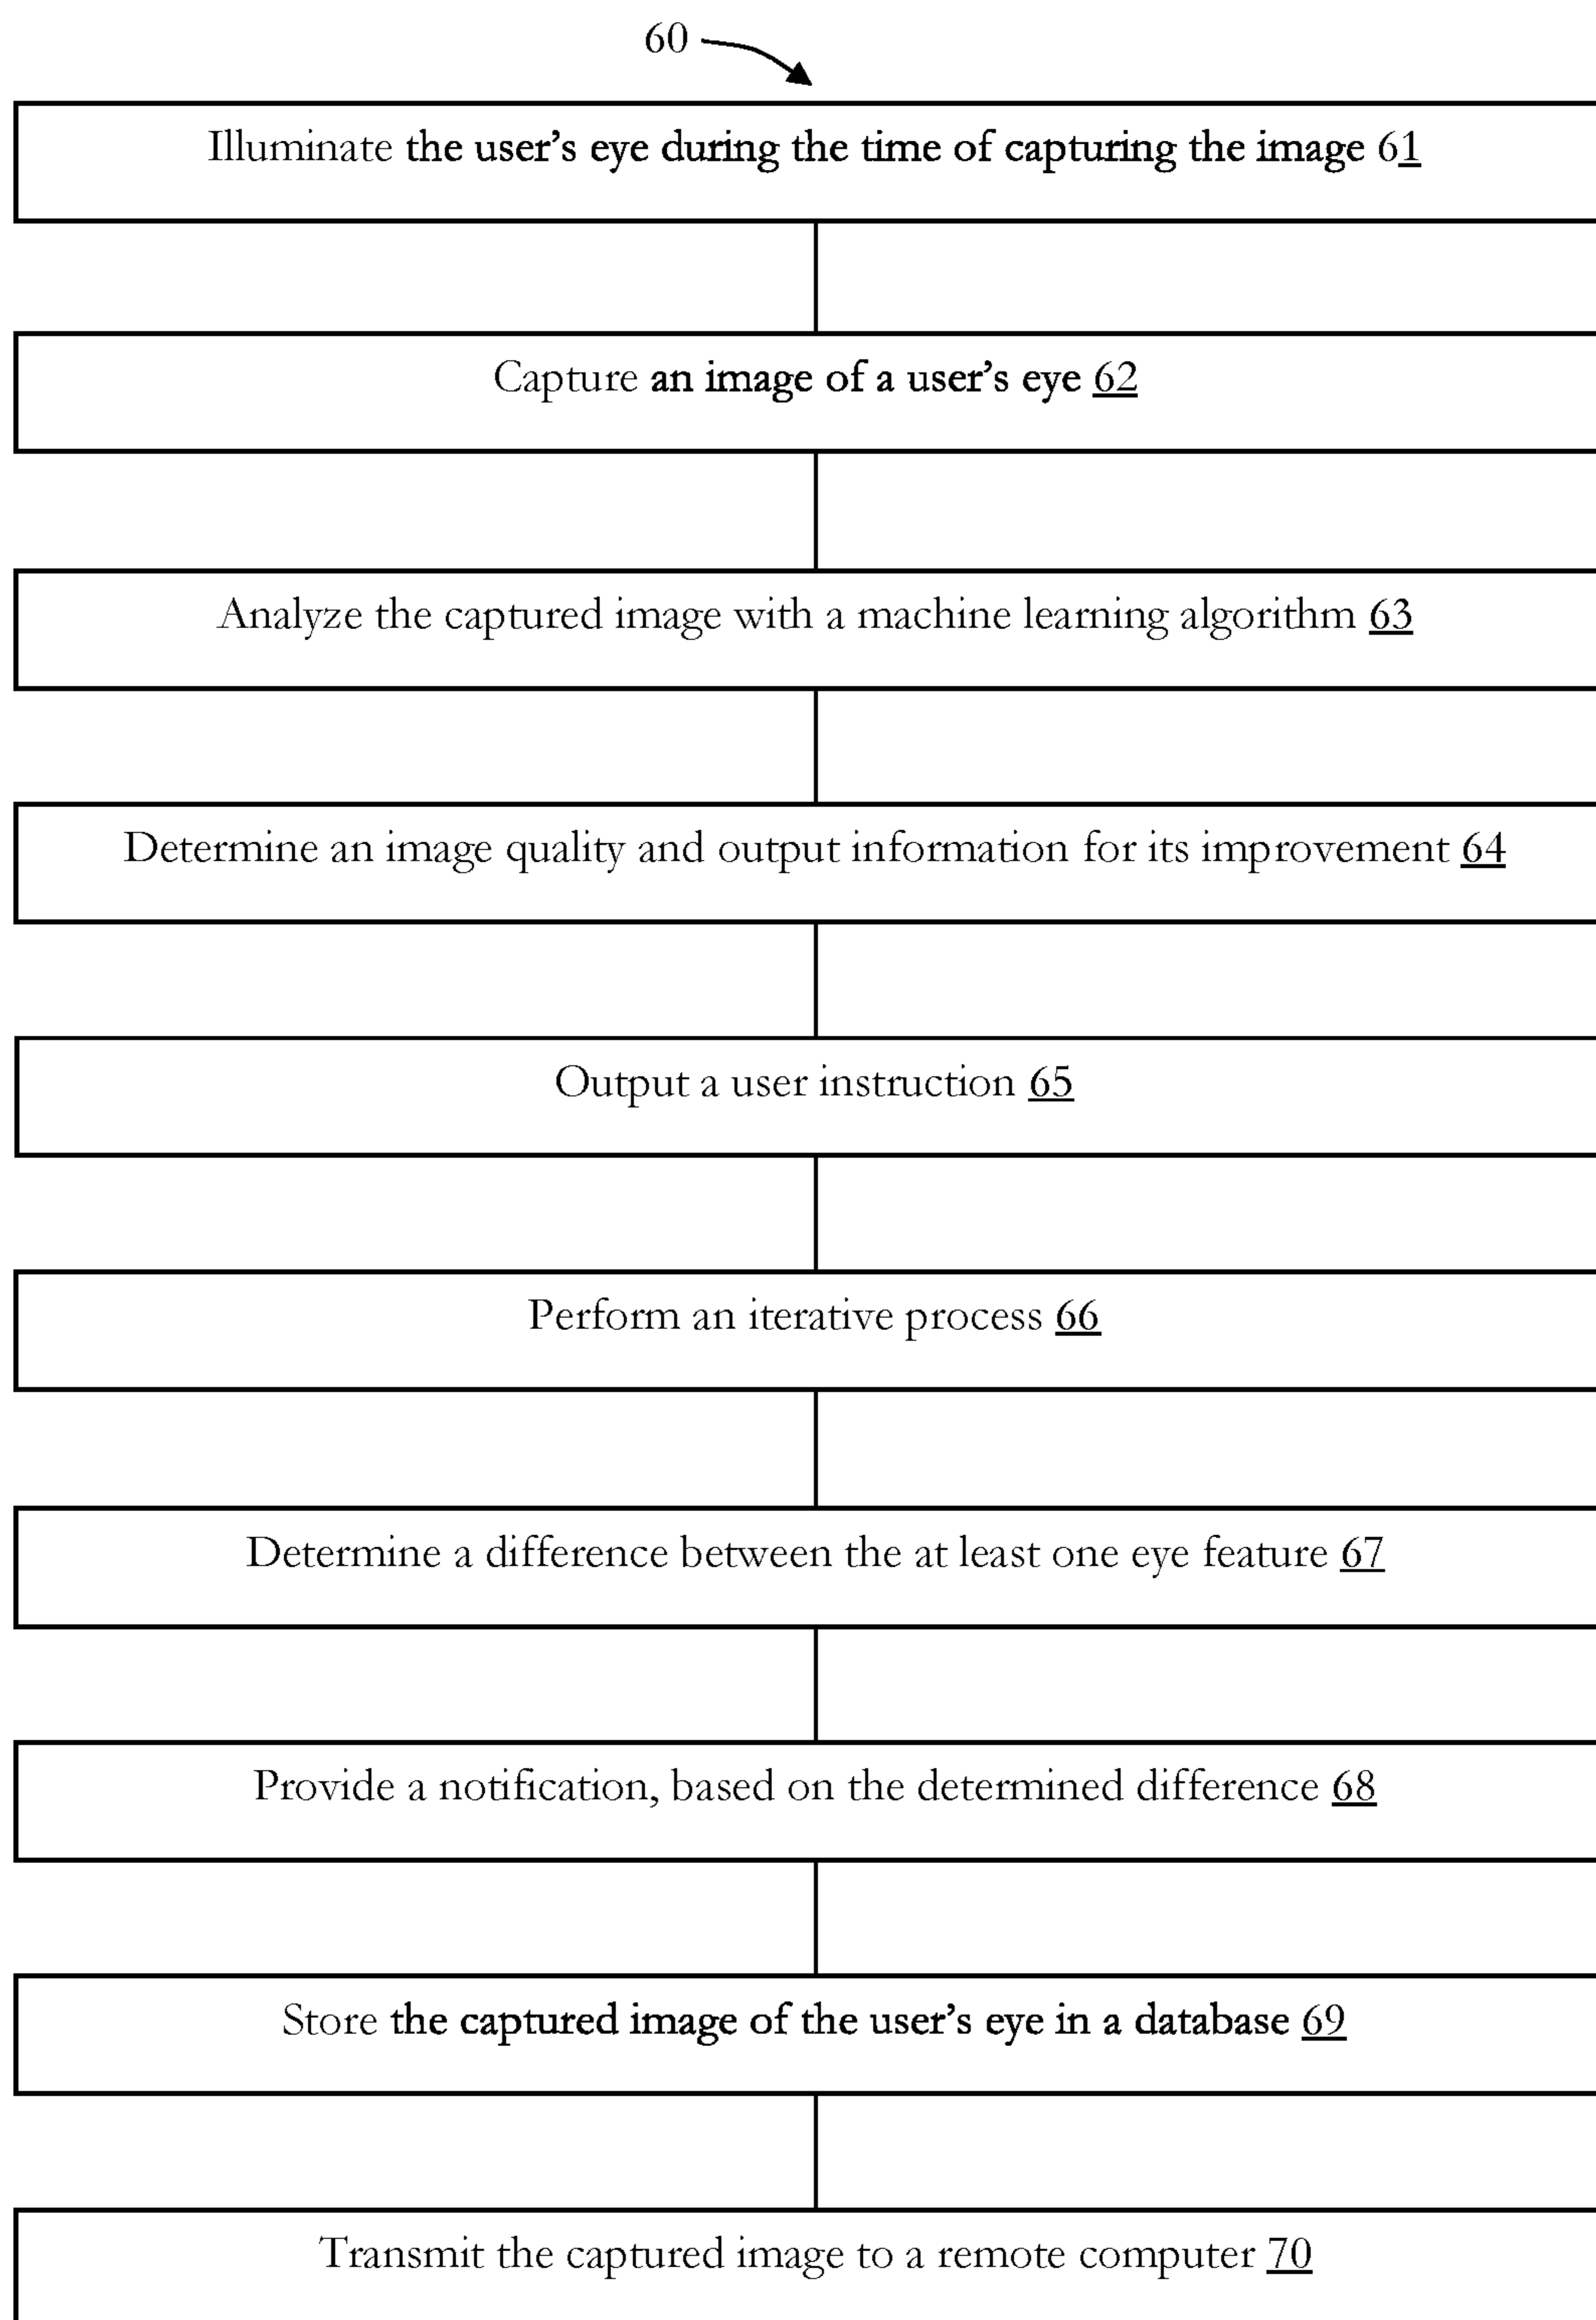 60
Illuminate the user’s eye during the time of capturing the image 61
Capture an image of a user’s eye 62
Analyze the captured image with a machine learning algorithm 63
Determine an image quality and output information for its improvement 64
Output a user instruction 65
Perform an iterative process 66
Determine a difference between the at least one eye feature 67
Provide a notification, based on the determined difference 68
Store the captured image of the user’s eye in a database 69
Transmit the captured image to a remote computer 70